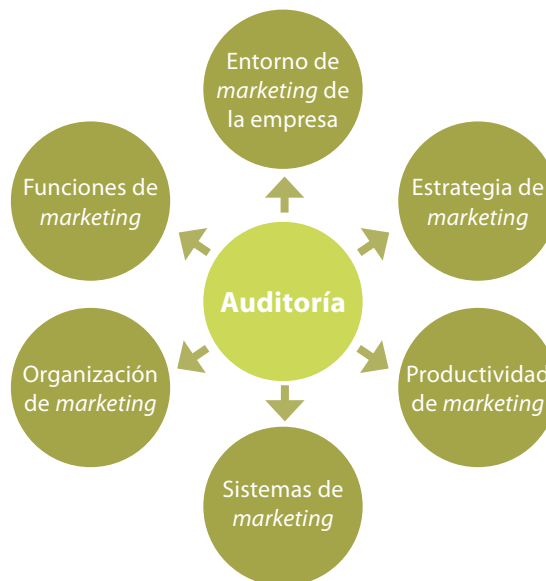 Entorno de
marketing de
la empresa
Funciones de
marketing
Estrategia de
marketing
Auditoría
Organización
de marketing
Productividad
de marketing
Sistemas de
marketing